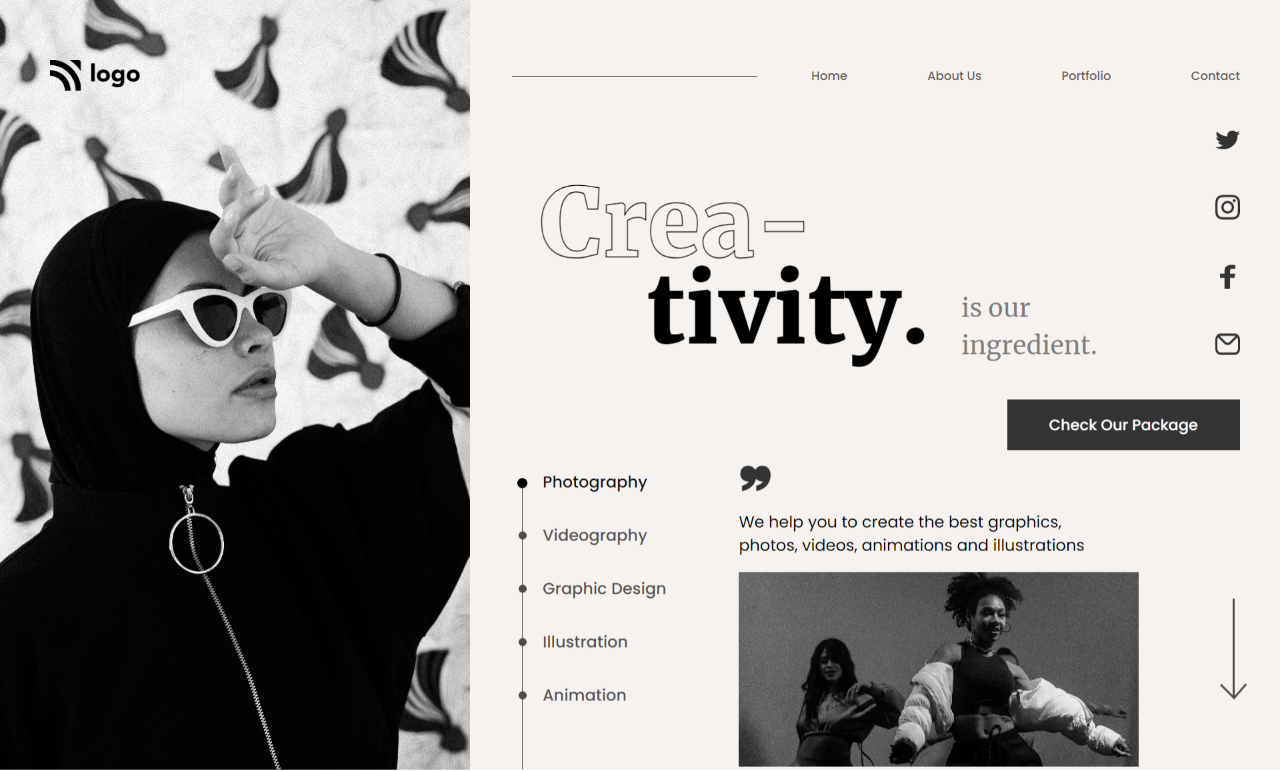 logo
Home About Us Portfolio Contact
Crea-
tivity.
is our
ingredient.
Check Our Package
Photography
Videography
Graphic Design
Illustration
Animation
We help you to create the best graphics,
photos, videos, animations and illustrations